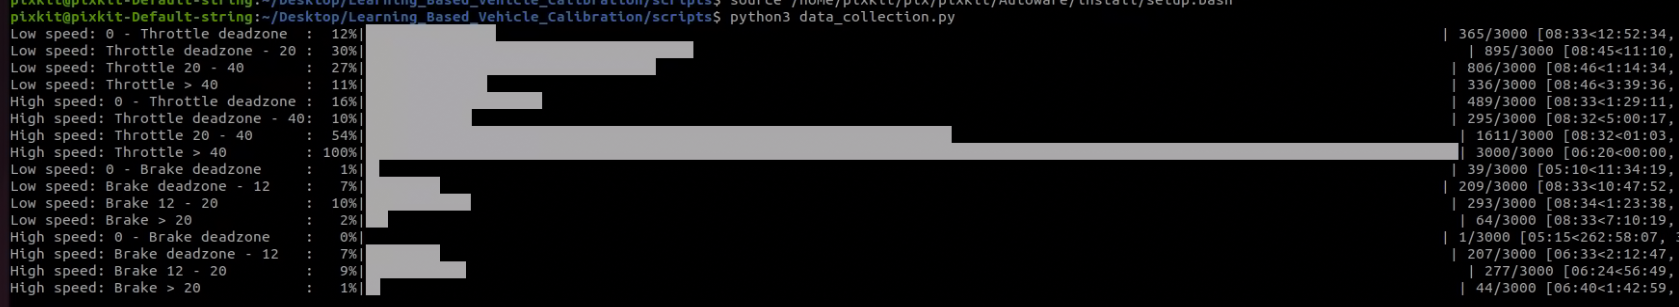 pixkit@pixkit-Default-string:~/Desktop/Learning_Based_Vehicle_Calibration/scripts$ source /home/pixkit/pix/pixkit/Autoware/install/setup.bash
pixkit@pixkit-Default-string:~/Desktop/Learning_Based_Vehicle_Calibration/scripts$ python3 data_collection.py
Low speed: 0 - Throttle deadzone : 12%| | 365/3000 [08:33<12:52:34,
Low speed: Throttle deadzone - 20 : 30%| | 895/3000 [08:45<11:10,
Low speed: Throttle 20 - 40 : 27%| | 806/3000 [08:46<1:14:34,
Low speed: Throttle > 40 : 11%| | 336/3000 [08:46<3:39:36,
High speed: 0 - Throttle deadzone : 16%| | 489/3000 [08:33<1:29:11,
High speed: Throttle deadzone - 40: 10%| | 295/3000 [08:32<5:00:17,
High speed: Throttle 20 - 40 : 54%| | 1611/3000 [08:32<01:03,
High speed: Throttle > 40 : 100%| | 3000/3000 [06:20<00:00,
Low speed: 0 - Brake deadzone : 1%| | 39/3000 [05:10<11:34:19,
Low speed: Brake deadzone - 12 : 7%| | 209/3000 [08:33<10:47:52,
Low speed: Brake 12 - 20 : 10%| | 293/3000 [08:34<1:23:38,
Low speed: Brake > 20 : 2%| | 64/3000 [08:33<7:10:19,
High speed: 0 - Brake deadzone : 0%| | 1/3000 [05:15<262:58:07,
High speed: Brake deadzone - 12 : 7%| | 207/3000 [06:33<2:12:47,
High speed: Brake 12 - 20 : 9%| | 277/3000 [06:24<56:49,
High speed: Brake > 20 : 1%| | 44/3000 [06:40<1:42:59,